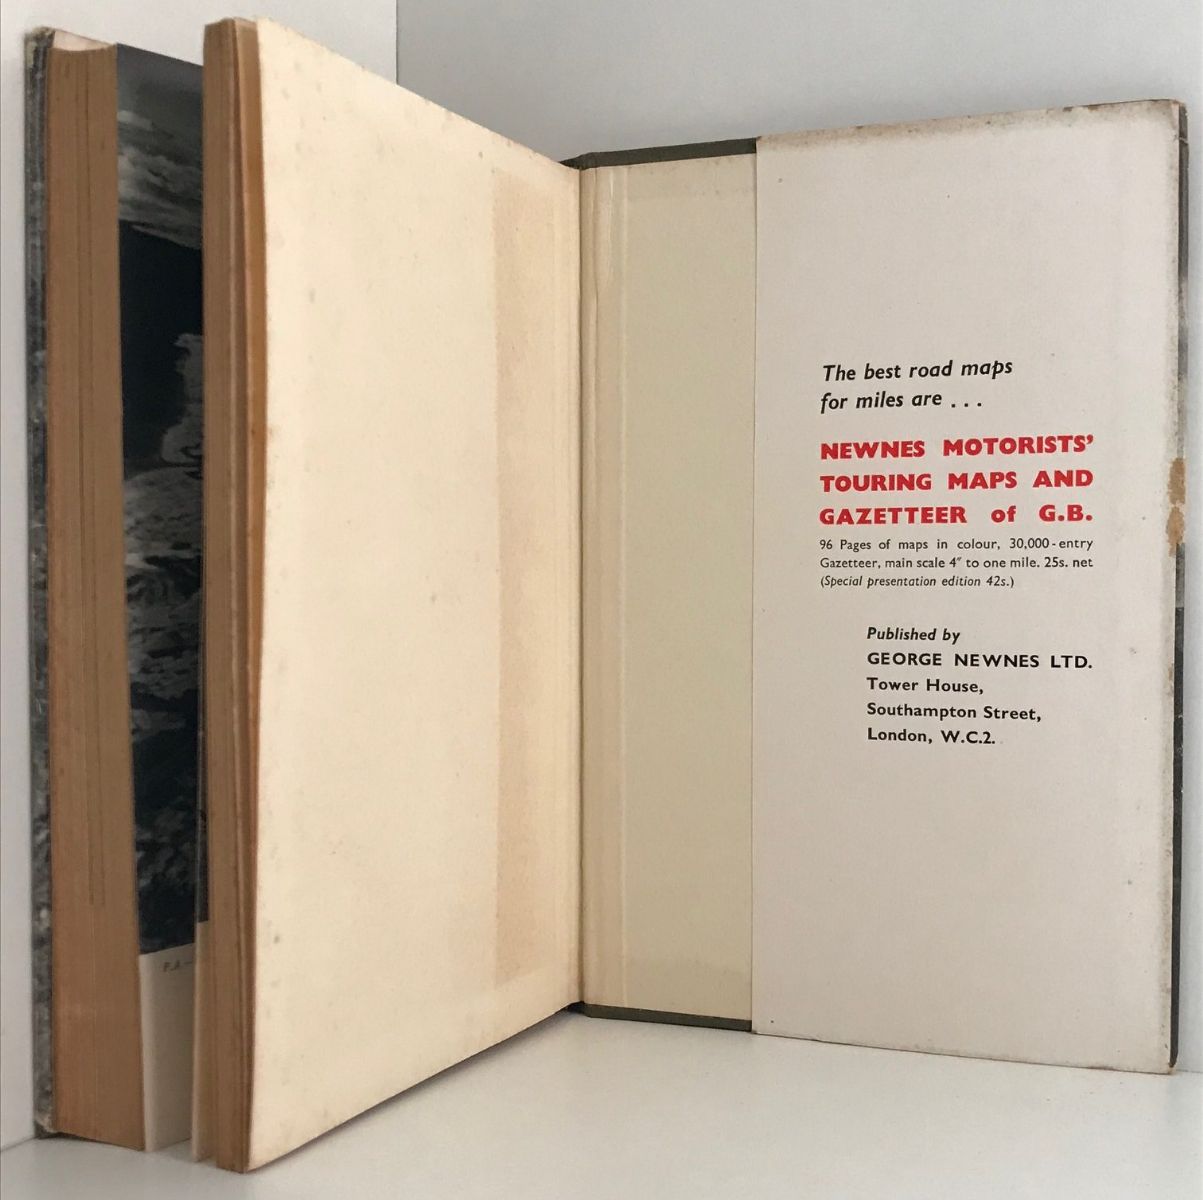 The best road maps
for miles are . . .
NEWNES MOTORISTS'
TOURING MAPS AND
GAZETTEER of G.B.
96 Pages of maps in colour, 30,000-entry
Gazetteer, main scale 4″ to one mile. 25s. net
(Special presentation edition 42s.)
Published by
GEORGE NEWNES LTD.
Tower House,
Southampton Street,
London, W.C.2.